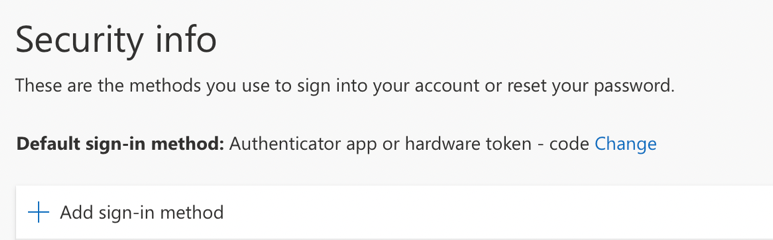 Security info
These are the methods you use to sign into your account or reset your password.
Default sign-in method: Authenticator app or hardware token - code Change
+ Add sign-in method